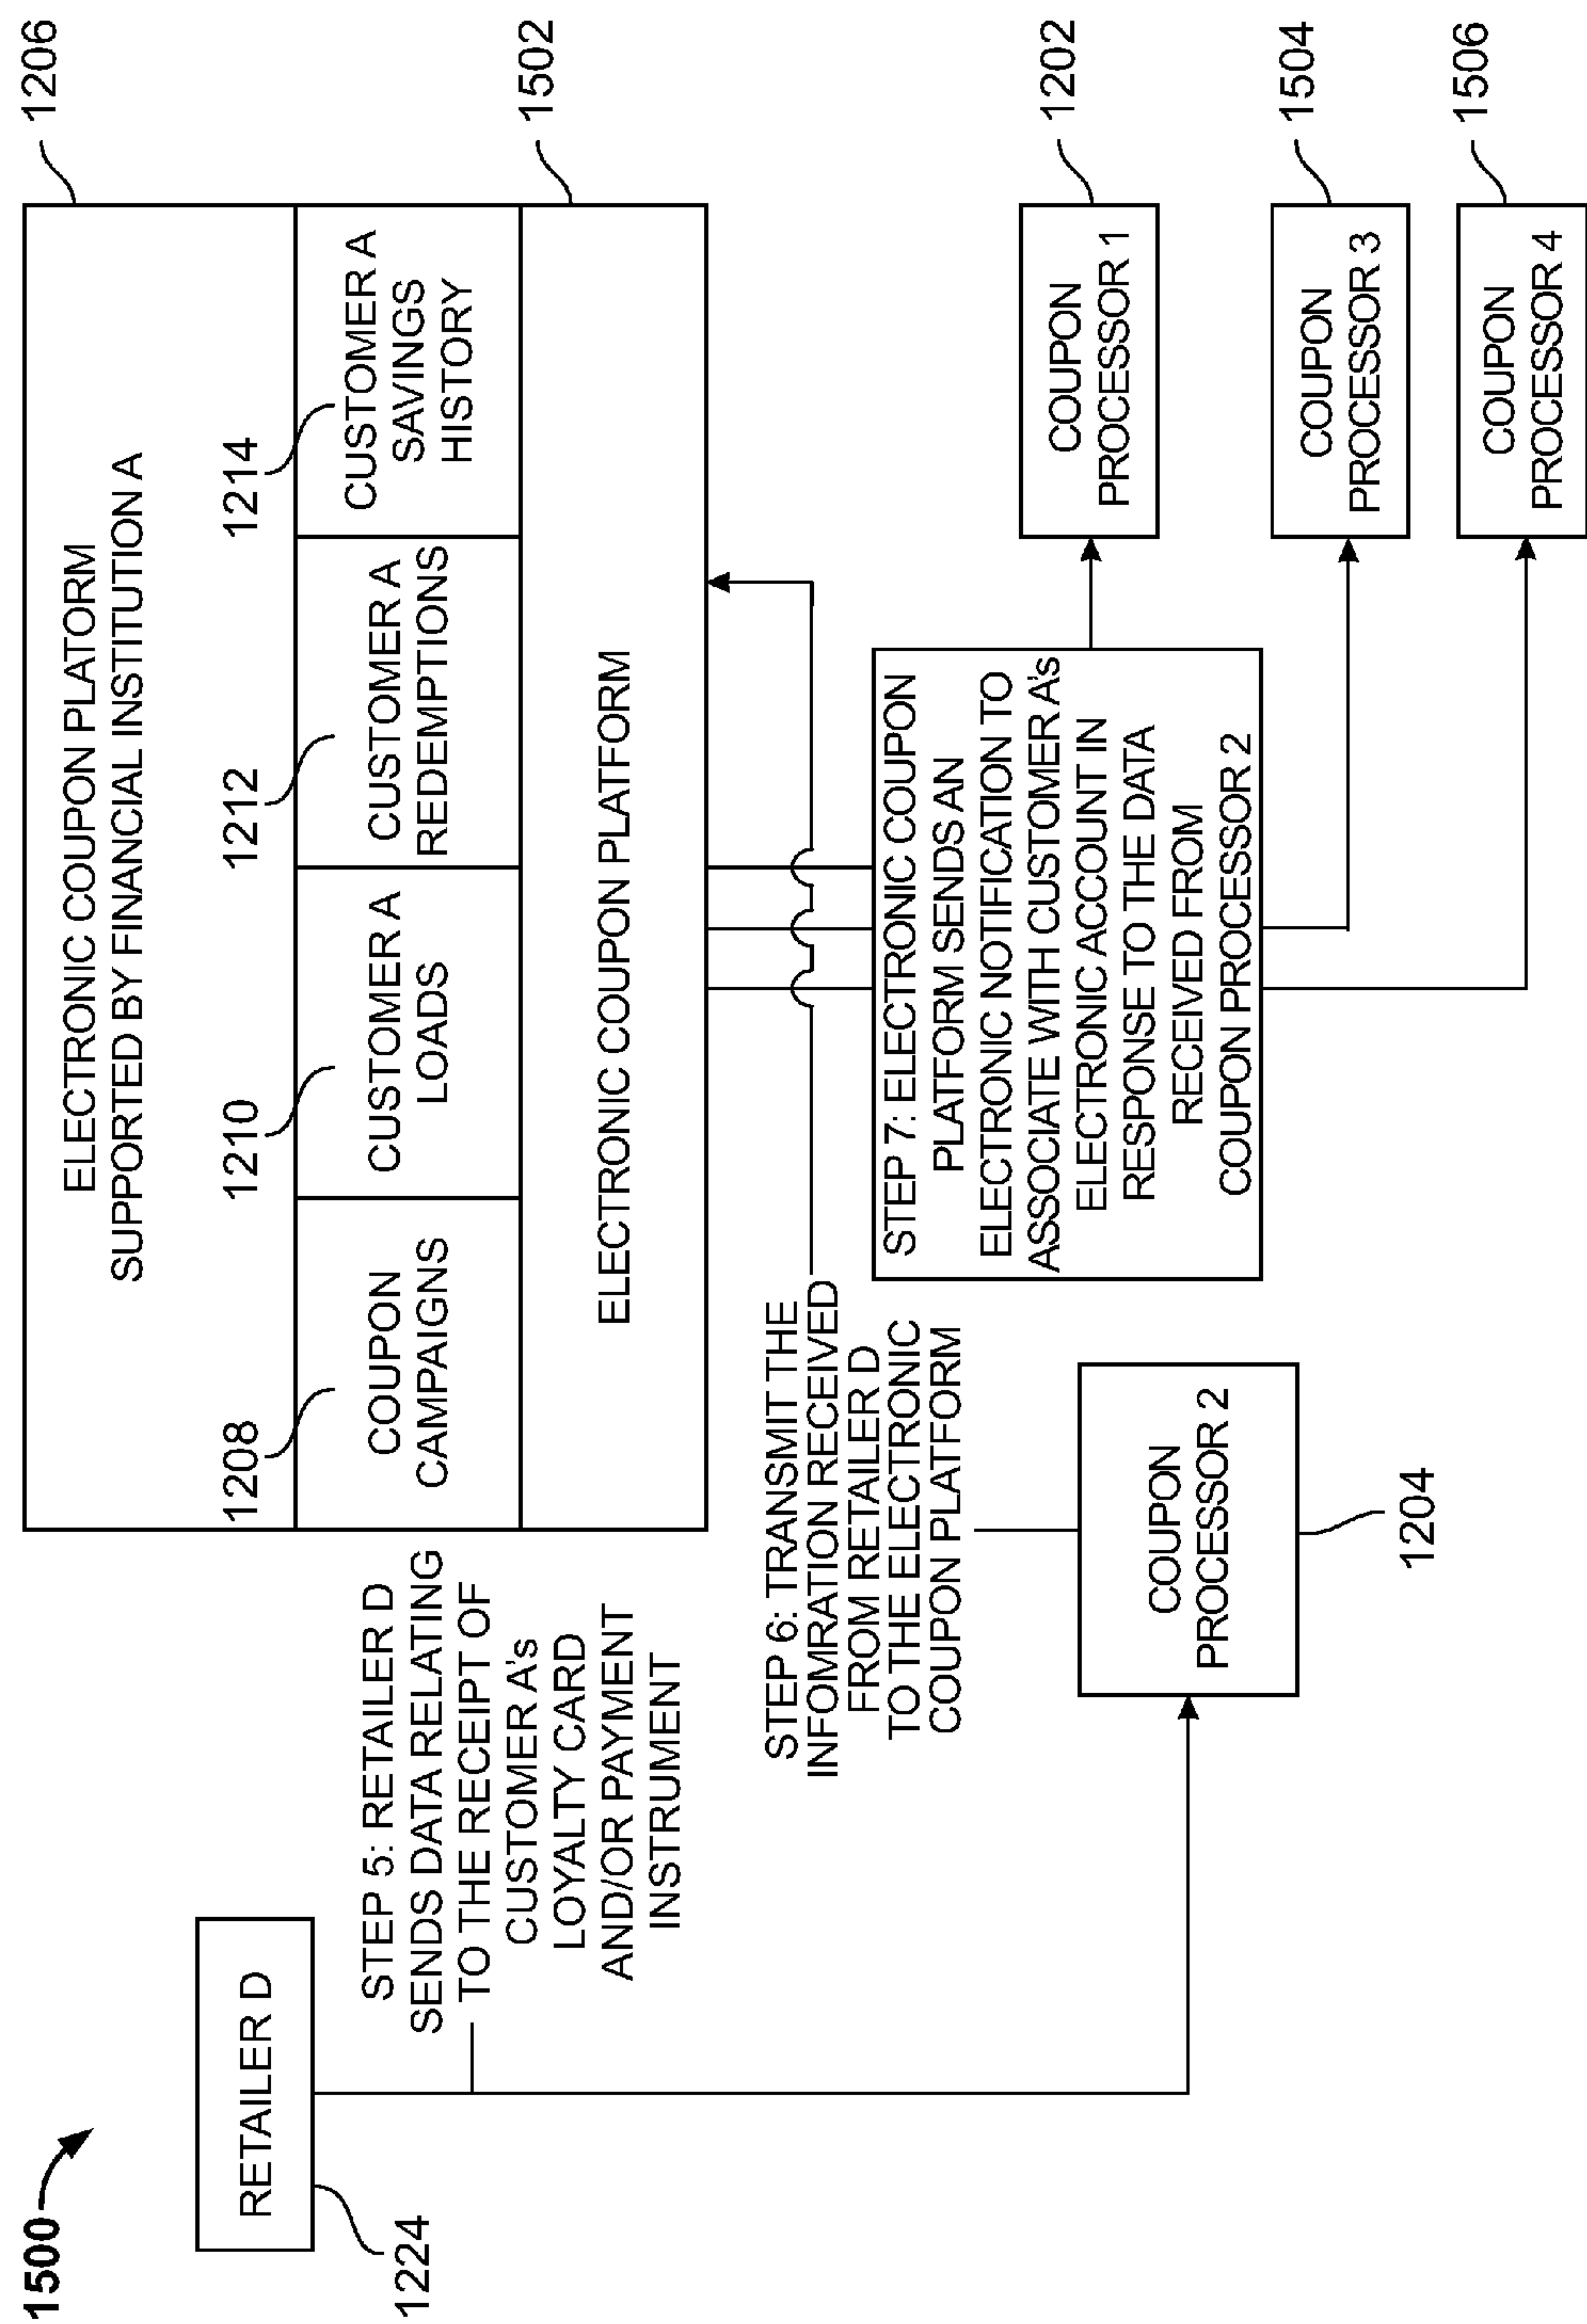 1500
ELECTRONIC COUPON PLATORM
SUPPORTED BY FINANCIAL INSTITUTION A
1206
1208
1210
1212
1214
COUPON
CAMPAIGNS
CUSTOMER A
LOADS
CUSTOMER A
REDEMPTIONS
CUSTOMER A
SAVINGS
HISTORY
ELECTRONIC COUPON PLATFORM
1502
RETAILER D
1224
STEP 5: RETAILER D
SENDS DATA RELATING
TO THE RECEIPT OF
CUSTOMER A's
LOYALTY CARD
AND/OR PAYMENT
INSTRUMENT
STEP 6: TRANSMIT THE
INFOMRATION RECEIVED
FROM RETAILER D
TO THE ELECTRONIC
COUPON PLATFORM
COUPON
PROCESSOR 2
1204
STEP 7: ELECTRONIC COUPON
PLATFORM SENDS AN
ELECTRONIC NOTIFICATION TO
ASSOCIATE WITH CUSTOMER A's
ELECTRONIC ACCOUNT IN
RESPONSE TO THE DATA
RECEIVED FROM
COUPON PROCESSOR 2
COUPON
PROCESSOR 1
1202
COUPON
PROCESSOR 3
1504
COUPON
PROCESSOR 4
1506